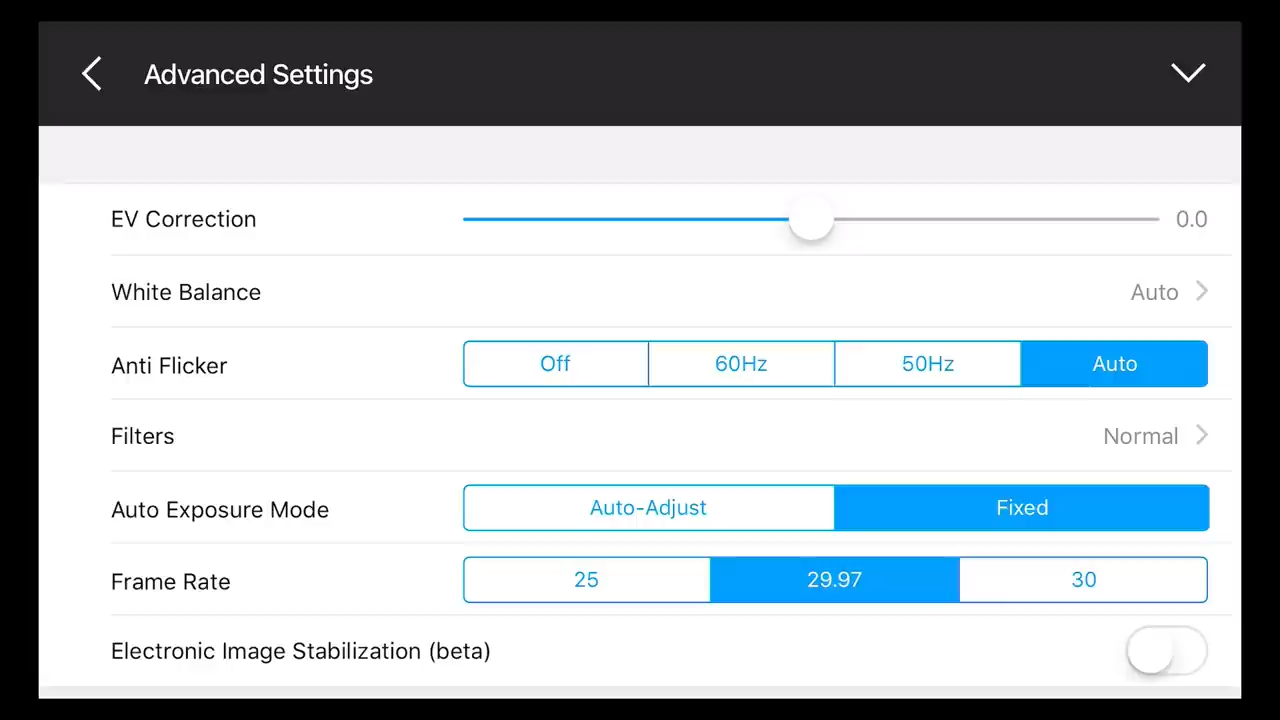 Advanced Settings
EV Correction 0.0
White Balance Auto
Anti Flicker Off 60Hz 50Hz Auto
Filters Normal
Auto Exposure Mode Auto-Adjust Fixed
Frame Rate 25 29.97 30
Electronic Image Stabilization (beta)